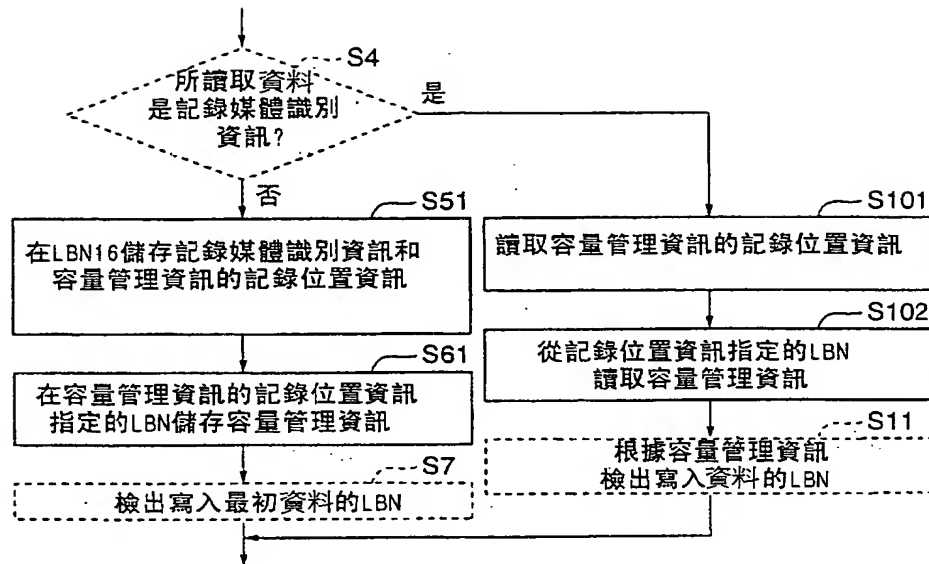 S4
所讀取資料
是記錄媒體識別
資訊?
是
否
S51
在LBN16儲存記錄媒體識別資訊和
容量管理資訊的記錄位置資訊
S61
在容量管理資訊的記錄位置資訊
指定的LBN儲存容量管理資訊
S7
檢出寫入最初資料的LBN
S101
讀取容量管理資訊的記錄位置資訊
S102
從記錄位置資訊指定的LBN
讀取容量管理資訊
S11
根據容量管理資訊
檢出寫入資料的LBN